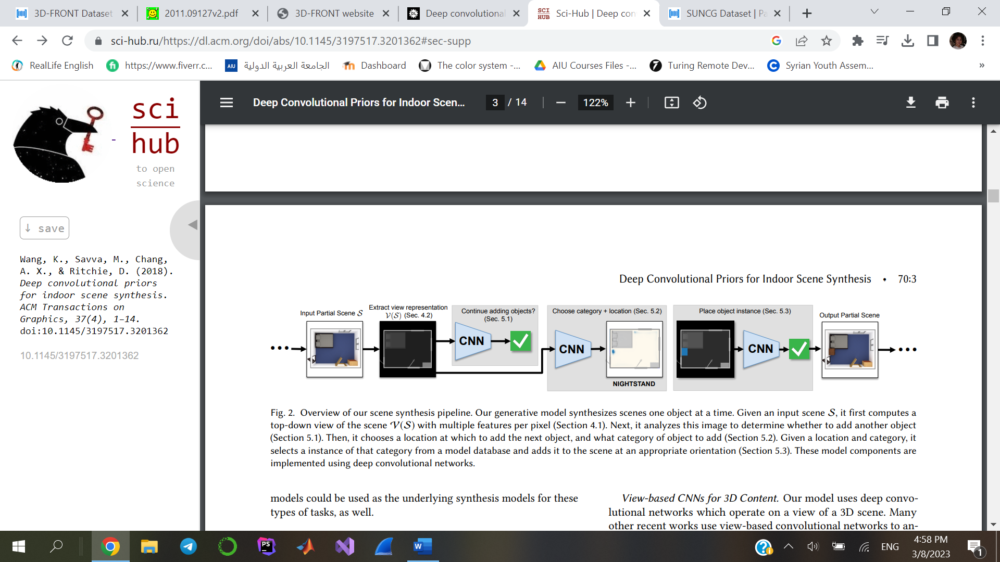 3D-FRONT Dataset
2011.09127v2.pdf
3D-FRONT website
Deep convolutional
SCI HUB
Sci-Hub | Deep con
SUNCG Dataset | Pa
sci-hub.ru/https://dl.acm.org/doi/abs/10.1145/3197517.3201362#sec-supp
RealLife English
https://www.fiverr.c...
AIU
الجامعة العربية الدولية
Dashboard
The color system -...
AIU Courses Files -...
Turing Remote Dev...
Syrian Youth Assem...
»
sci
hub
to open
science
↓ save
Wang, K., Savva, M., Chang,
A. X., & Ritchie, D. (2018).
Deep convolutional priors
for indoor scene synthesis.
ACM Transactions on
Graphics, 37(4), 1–14.
doi:10.1145/3197517.3201362
10.1145/3197517.3201362
Deep Convolutional Priors for Indoor Scen...
3 / 14
122%
Deep Convolutional Priors for Indoor Scene Synthesis • 70:3
Input Partial Scene S
Extract view representation
V(S) (Sec. 4.2)
Continue adding objects?
(Sec. 5.1)
CNN
Choose category + location (Sec. 5.2)
CNN
NIGHTSTAND
Place object instance (Sec. 5.3)
CNN
Output Partial Scene
Fig. 2. Overview of our scene synthesis pipeline. Our generative model synthesizes scenes one object at a time. Given an input scene S, it first computes a
top-down view of the scene V(S) with multiple features per pixel (Section 4.1). Next, it analyzes this image to determine whether to add another object
(Section 5.1). Then, it chooses a location at which to add the next object, and what category of object to add (Section 5.2). Given a location and category, it
selects a instance of that category from a model database and adds it to the scene at an appropriate orientation (Section 5.3). These model components are
implemented using deep convolutional networks.
models could be used as the underlying synthesis models for these
types of tasks, as well.
View-based CNNs for 3D Content. Our model uses deep convo-
lutional networks which operate on a view of a 3D scene. Many
other recent works use view-based convolutional networks to an-
PS
W
ENG
4:58 PM
3/8/2023
1